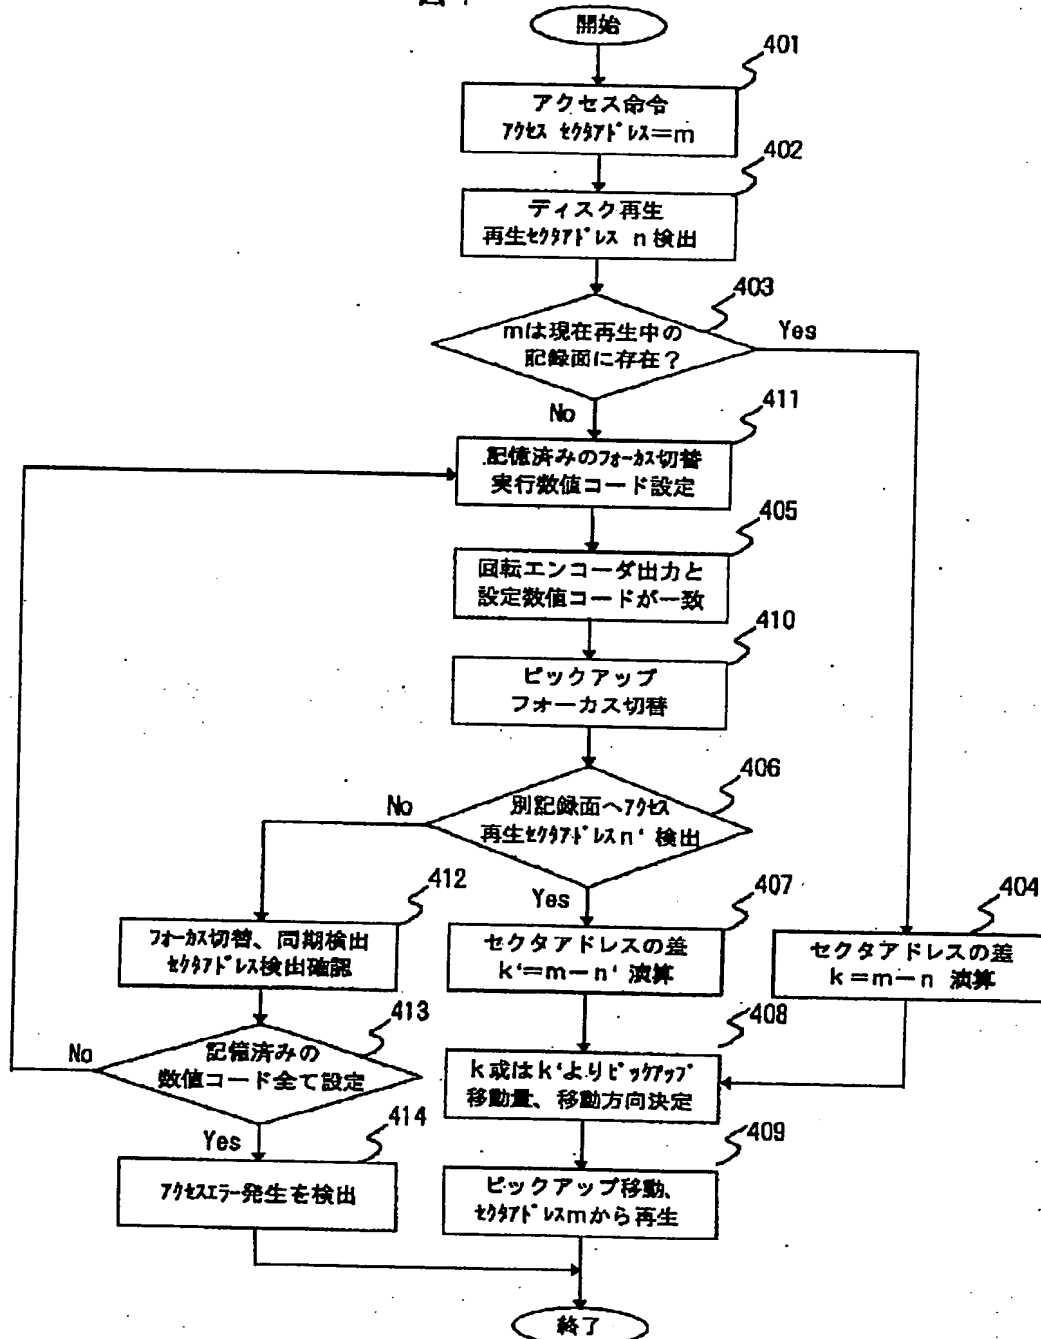 開始
401
アクセス命令
アクセス セクタアドレス=m
402
ディスク再生
再生セクタアドレス n 検出
403
mは現在再生中の
記録面に存在?
Yes
No
411
記憶済みのフォーカス切替
実行数値コード設定
405
回転エンコーダ出力と
設定数値コードが一致
410
ピックアップ
フォーカス切替
406
別記録面へアクセス
再生セクタアドレスn' 検出
No
Yes
412
フォーカス切替、同期検出
セクタアドレス検出確認
407
セクタアドレスの差
k'=m−n' 演算
404
セクタアドレスの差
k=m−n 演算
413
記憶済みの
数値コード全て設定
No
Yes
408
k或はk'よりピックアップ
移動量、移動方向決定
414
アクセスエラー発生を検出
409
ピックアップ移動、
セクタアドレスmから再生
終了